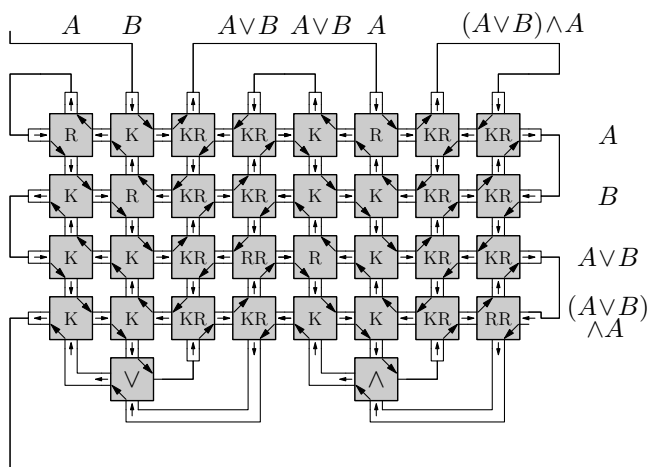 A B A∨B A∨B A (A∨B)∧A
R K KR KR K R KR KR A
K R KR KR K K KR KR B
K K KR RR R K KR KR A∨B
K K KR KR K K KR RR (A∨B)
∧A
∨ ∧